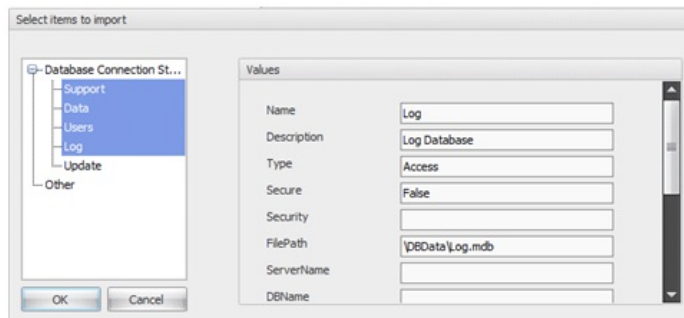 Select items to import
Database Connection St...
Support
Data
Users
Log
Update
Other
OK
Cancel
Values
Name
Log
Description
Log Database
Type
Access
Secure
False
Security
FilePath
\DBData\Log.mdb
ServerName
DBName